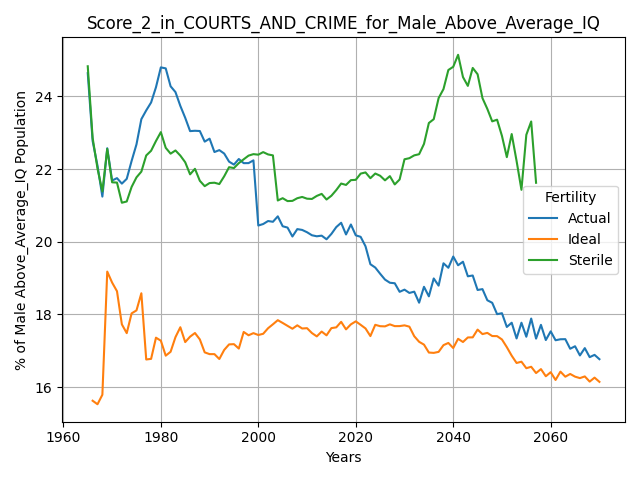 Score_2_in_COURTS_AND_CRIME_for_Male_Above_Average_IQ
% of Male Above_Average_IQ Population
24
22
20
18
16
Fertility
Actual
Ideal
Sterile
1960
1980
2000
2020
2040
2060
Years